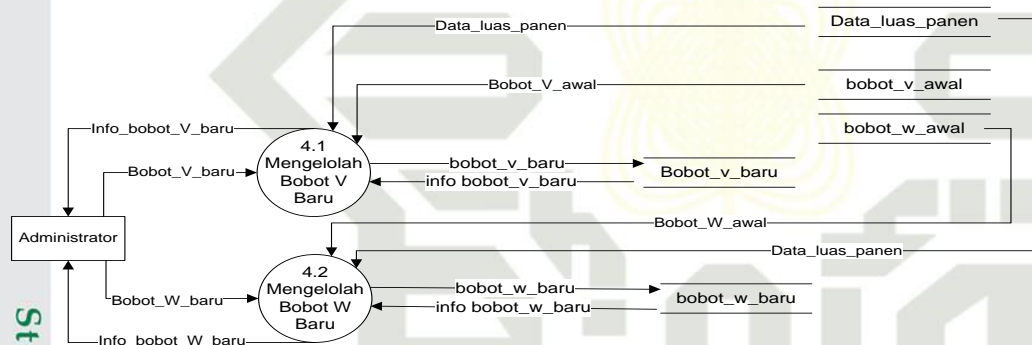 Data_luas_panen
Data_luas_panen
Bobot_V_awal
bobot_v_awal
bobot_w_awal
Info_bobot_V_baru
4.1
Mengelolah
Bobot V
Baru
Bobot_V_baru
bobot_v_baru
info bobot_v_baru
Bobot_v_baru
Administrator
Bobot_W_awal
Data_luas_panen
4.2
Mengelolah
Bobot W
Baru
Bobot_W_baru
bobot_w_baru
info bobot_w_baru
bobot_w_baru
Info_bobot_W_baru
St